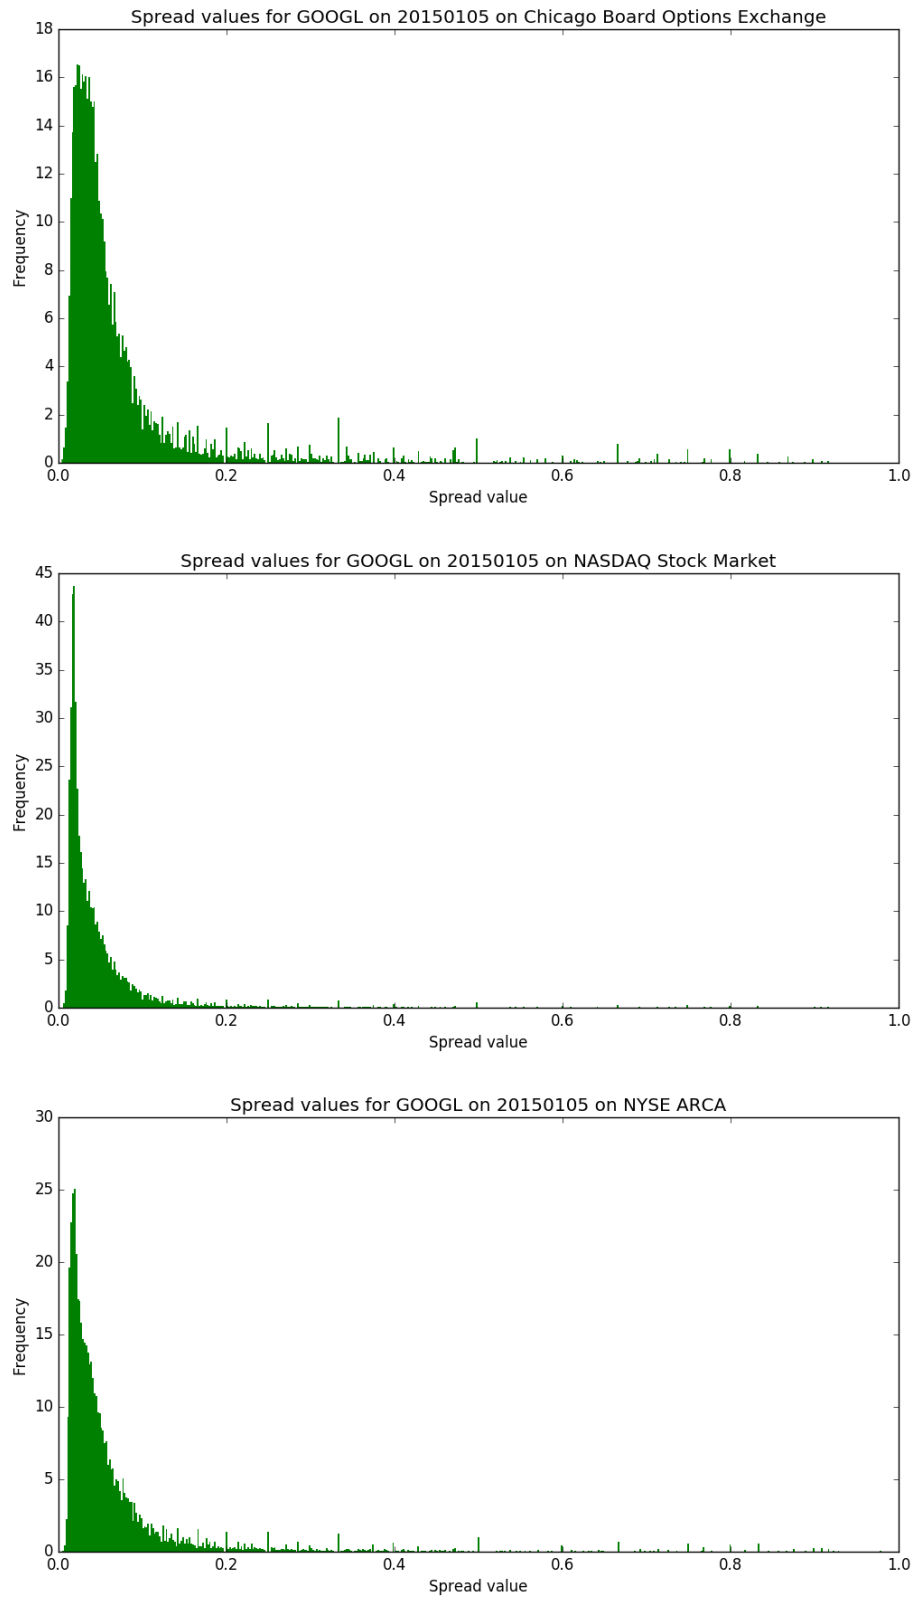 Spread values for GOOGL on 20150105 on Chicago Board Options Exchange
18
16
14
12
10
8
6
4
2
0
Frequency
0.0 0.2 0.4 0.6 0.8 1.0
Spread value
Spread values for GOOGL on 20150105 on NASDAQ Stock Market
45
40
35
30
25
20
15
10
5
0
Frequency
0.0 0.2 0.4 0.6 0.8 1.0
Spread value
Spread values for GOOGL on 20150105 on NYSE ARCA
30
25
20
15
10
5
0
Frequency
0.0 0.2 0.4 0.6 0.8 1.0
Spread value